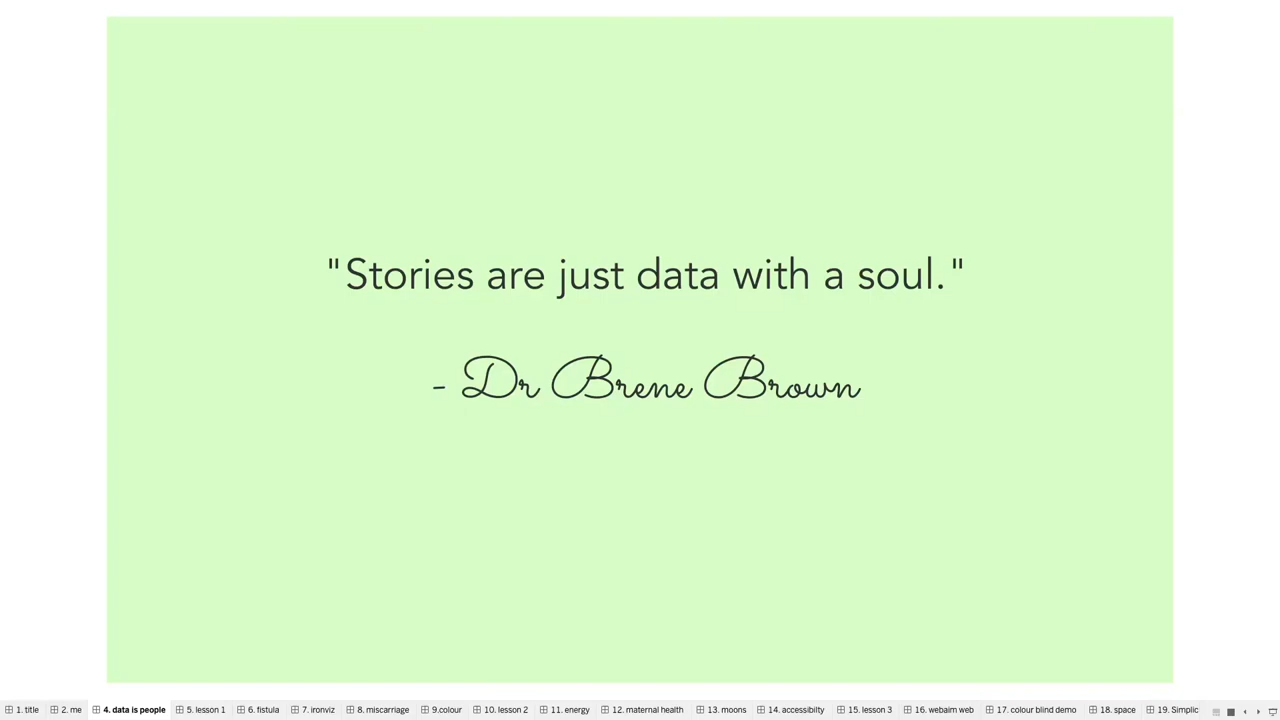 "Stories are just data with a soul."
- Dr Brene Brown
1. title 2. me 4. data is people 5. lesson 1 6. fistula 7. ironviz 8. miscarriage 9.colour 10. lesson 2 11. energy 12. maternal health 13. moons 14. accessibilty 15. lesson 3 16. webaim web 17. colour blind demo 18. space 19. Simplic